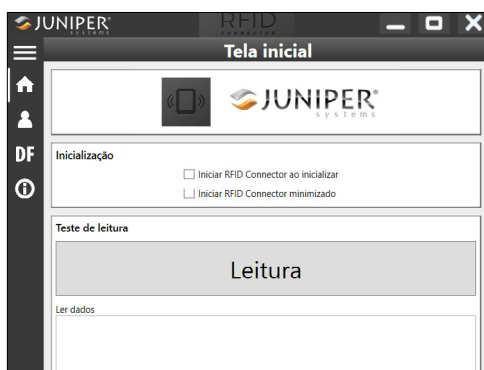 JUNIPER®
systems
RFID
CONNECTOR
Tela inicial
JUNIPER®
systems
DF
Inicialização
Iniciar RFID Connector ao inicializar
Iniciar RFID Connector minimizado
Teste de leitura
Leitura
Ler dados